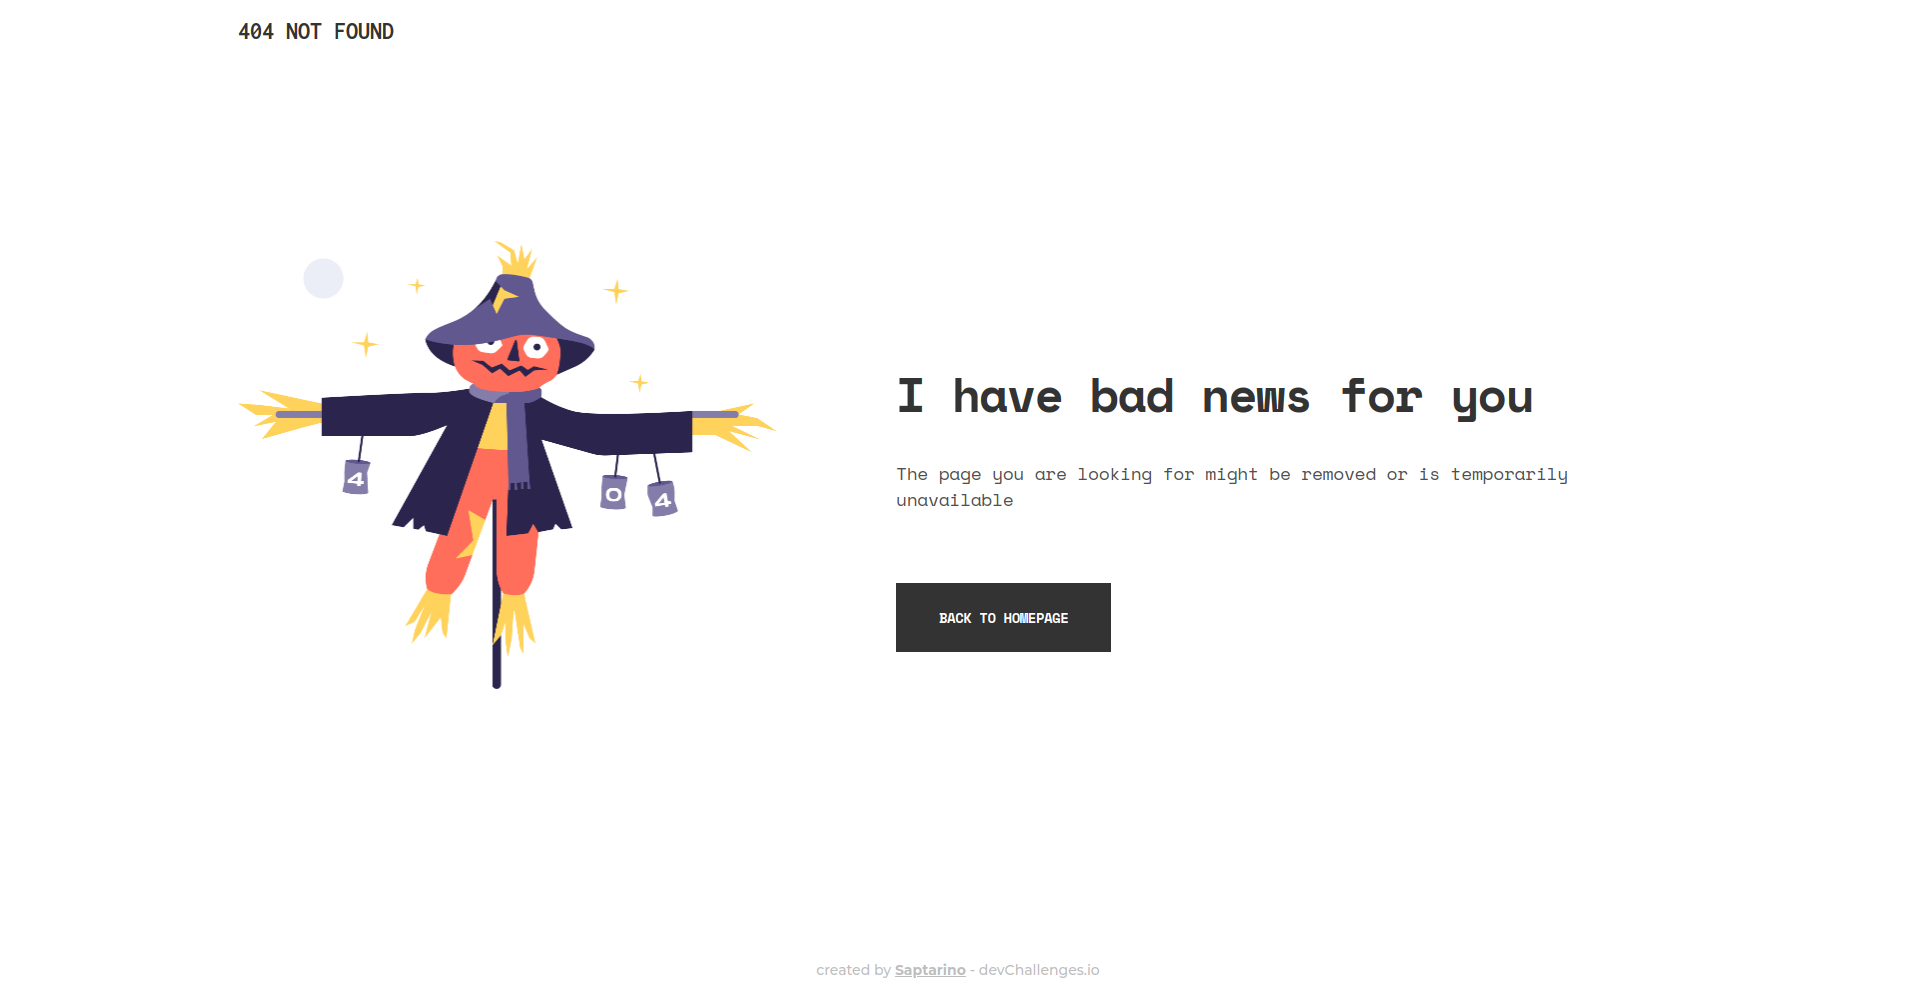 404 NOT FOUND
4
0
4
I have bad news for you
The page you are looking for might be removed or is temporarily
unavailable
BACK TO HOMEPAGE
created by Saptarino - devChallenges.io